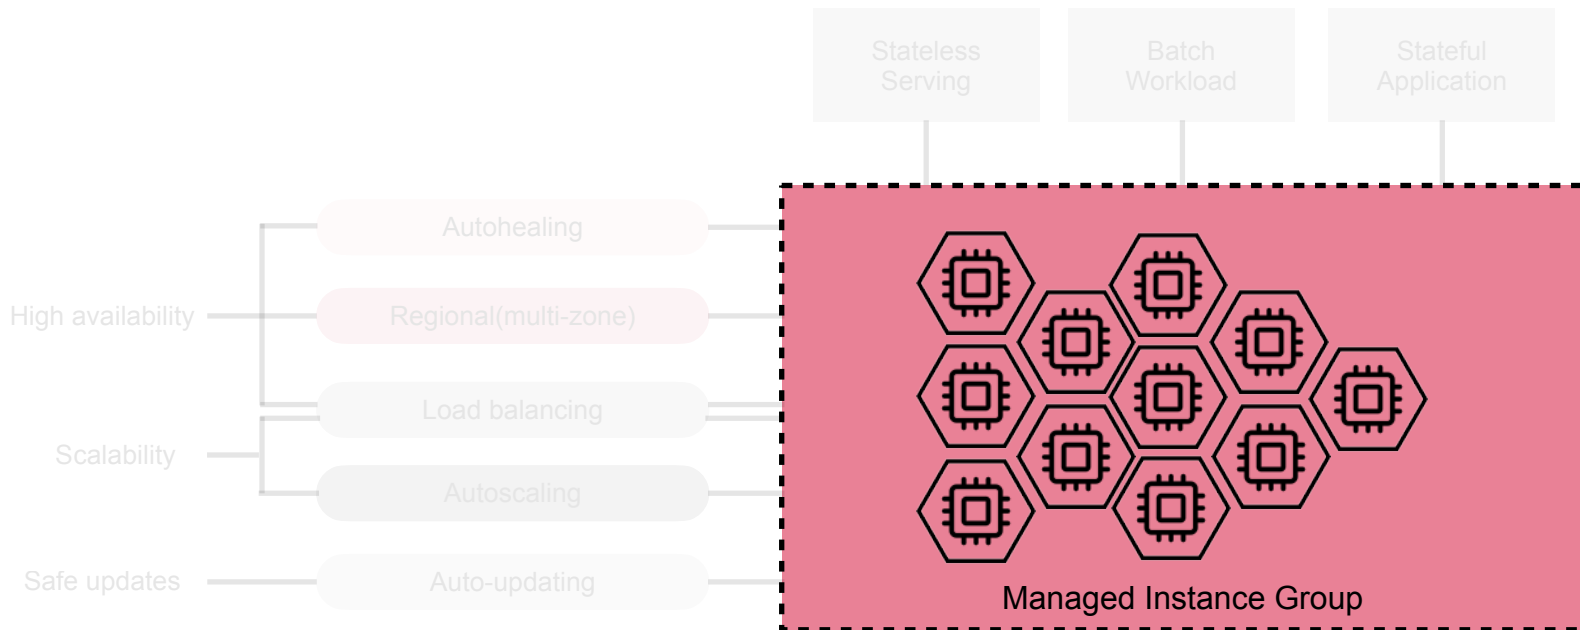 Stateless
Serving
Batch
Workload
Stateful
Application
Autohealing
High availability
Regional(multi-zone)
Load balancing
Scalability
Autoscaling
Safe updates
Auto-updating
Managed Instance Group